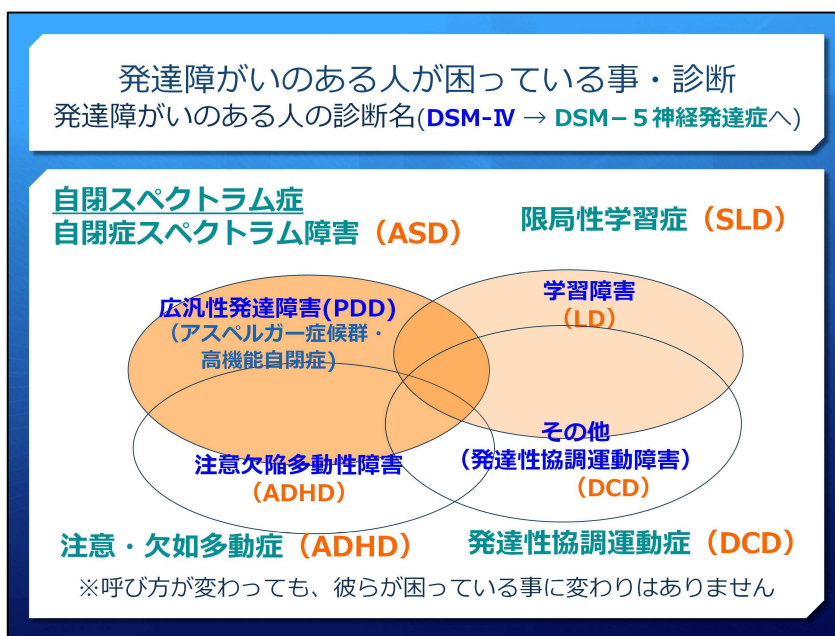 発達障がいのある人が困っている事・診断
発達障がいのある人の診断名(DSM-Ⅳ → DSM−５神経発達症へ)
自閉スペクトラム症
自閉症スペクトラム障害（ASD）
限局性学習症（SLD）
広汎性発達障害(PDD)
（アスペルガー症候群・
高機能自閉症)
学習障害
（LD）
注意欠陥多動性障害
（ADHD）
その他
（発達性協調運動障害）
（DCD）
注意・欠如多動症（ADHD）
発達性協調運動症（DCD）
※呼び方が変わっても、彼らが困っている事に変わりはありません